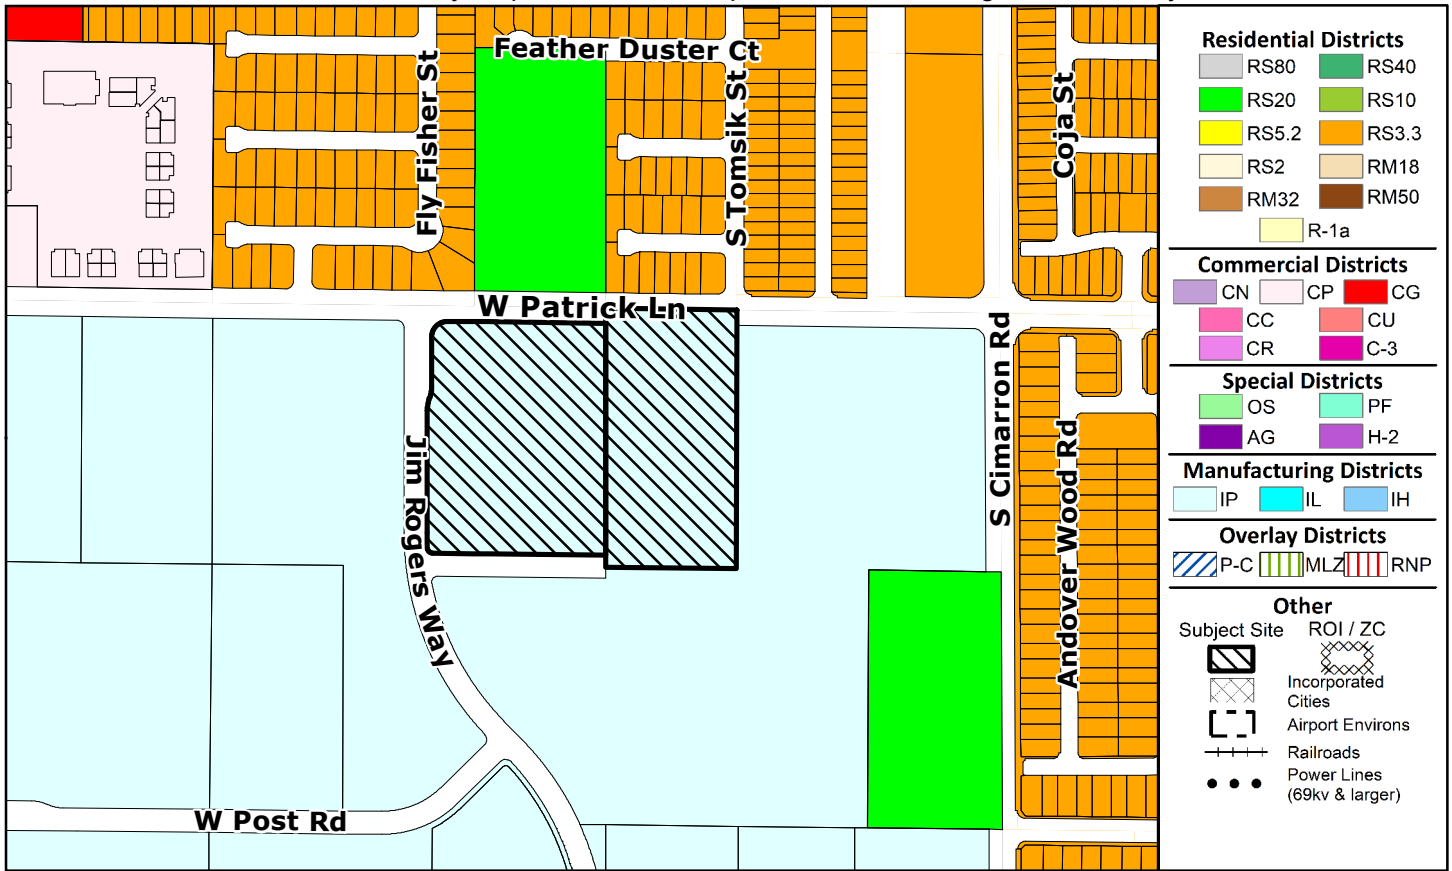 Feather Duster Ct
Fly Fisher St
S Tomsik St
Coja St
W Patrick Ln
S Cimarron Rd
Jim Rogers Way
Andover Wood Rd
W Post Rd
Residential Districts
RS80 RS40
RS20 RS10
RS5.2 RS3.3
RS2 RM18
RM32 RM50
R-1a
Commercial Districts
CN CP CG
CC CU
CR C-3
Special Districts
OS PF
AG H-2
Manufacturing Districts
IP IL IH
Overlay Districts
P-C MLZ RNP
Other
Subject Site ROI / ZC
Incorporated
Cities
Airport Environs
Railroads
Power Lines
(69kv & larger)